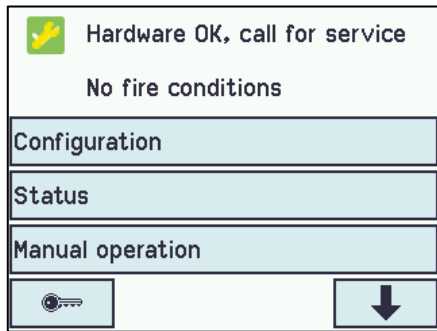 Hardware OK, call for service
No fire conditions
Configuration
Status
Manual operation